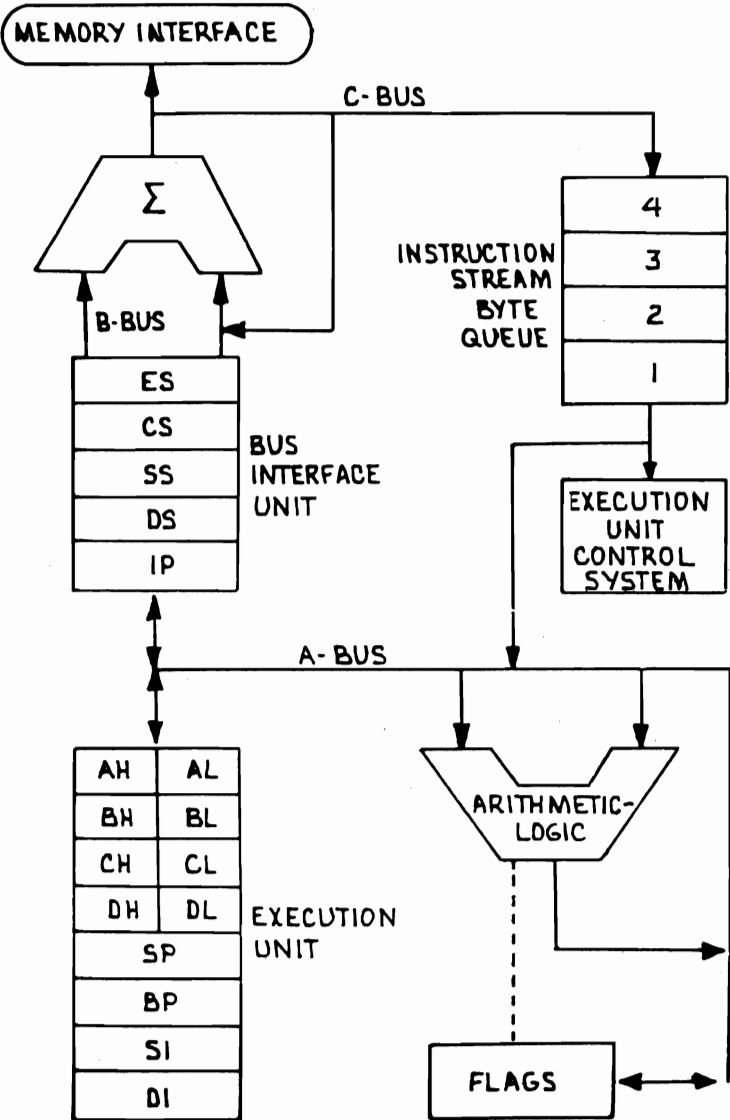 MEMORY INTERFACE
C-BUS
Σ
4
INSTRUCTION
STREAM
BYTE
QUEUE
3
2
1
B-BUS
ES
CS
SS
DS
IP
BUS
INTERFACE
UNIT
EXECUTION
UNIT
CONTROL
SYSTEM
A-BUS
AH AL
BH BL
CH CL
DH DL
SP
BP
SI
DI
EXECUTION
UNIT
ARITHMETIC-
LOGIC
FLAGS